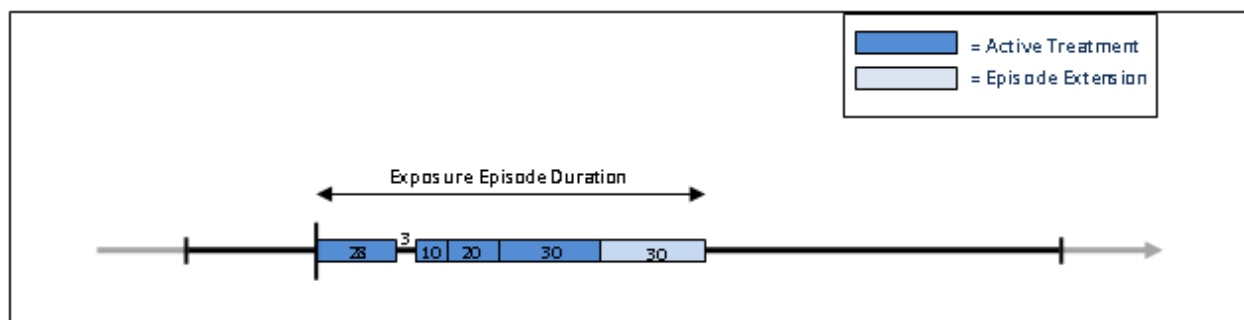 = Active Treatment
= Episode Extension
Exposure Episode Duration
28 3 10 20 30 30